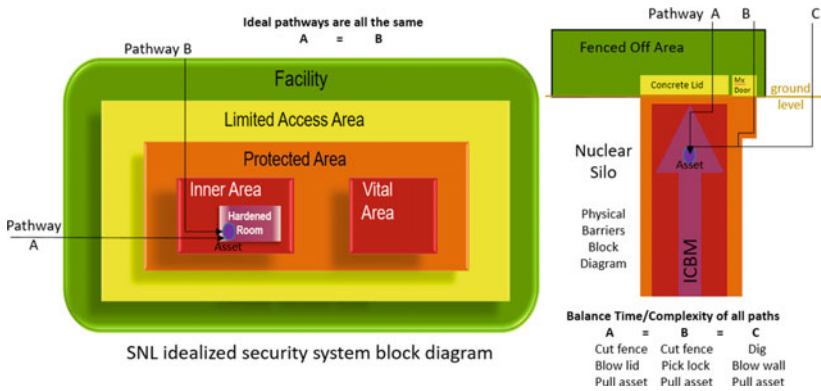 Ideal pathways are all the same
A = B
Pathway B
Facility
Limited Access Area
Protected Area
Inner Area
Vital
Area
Hardened
Room
Asset
Pathway
A
SNL idealized security system block diagram
Pathway A B C
Fenced Off Area
Concrete Lid
Mx
Door
ground
level
Asset
Nuclear
Silo
Physical
Barriers
Block
Diagram
ICBM
Balance Time/Complexity of all paths
A = B = C
Cut fence Cut fence Dig
Blow lid Pick lock Blow wall
Pull asset Pull asset Pull asset